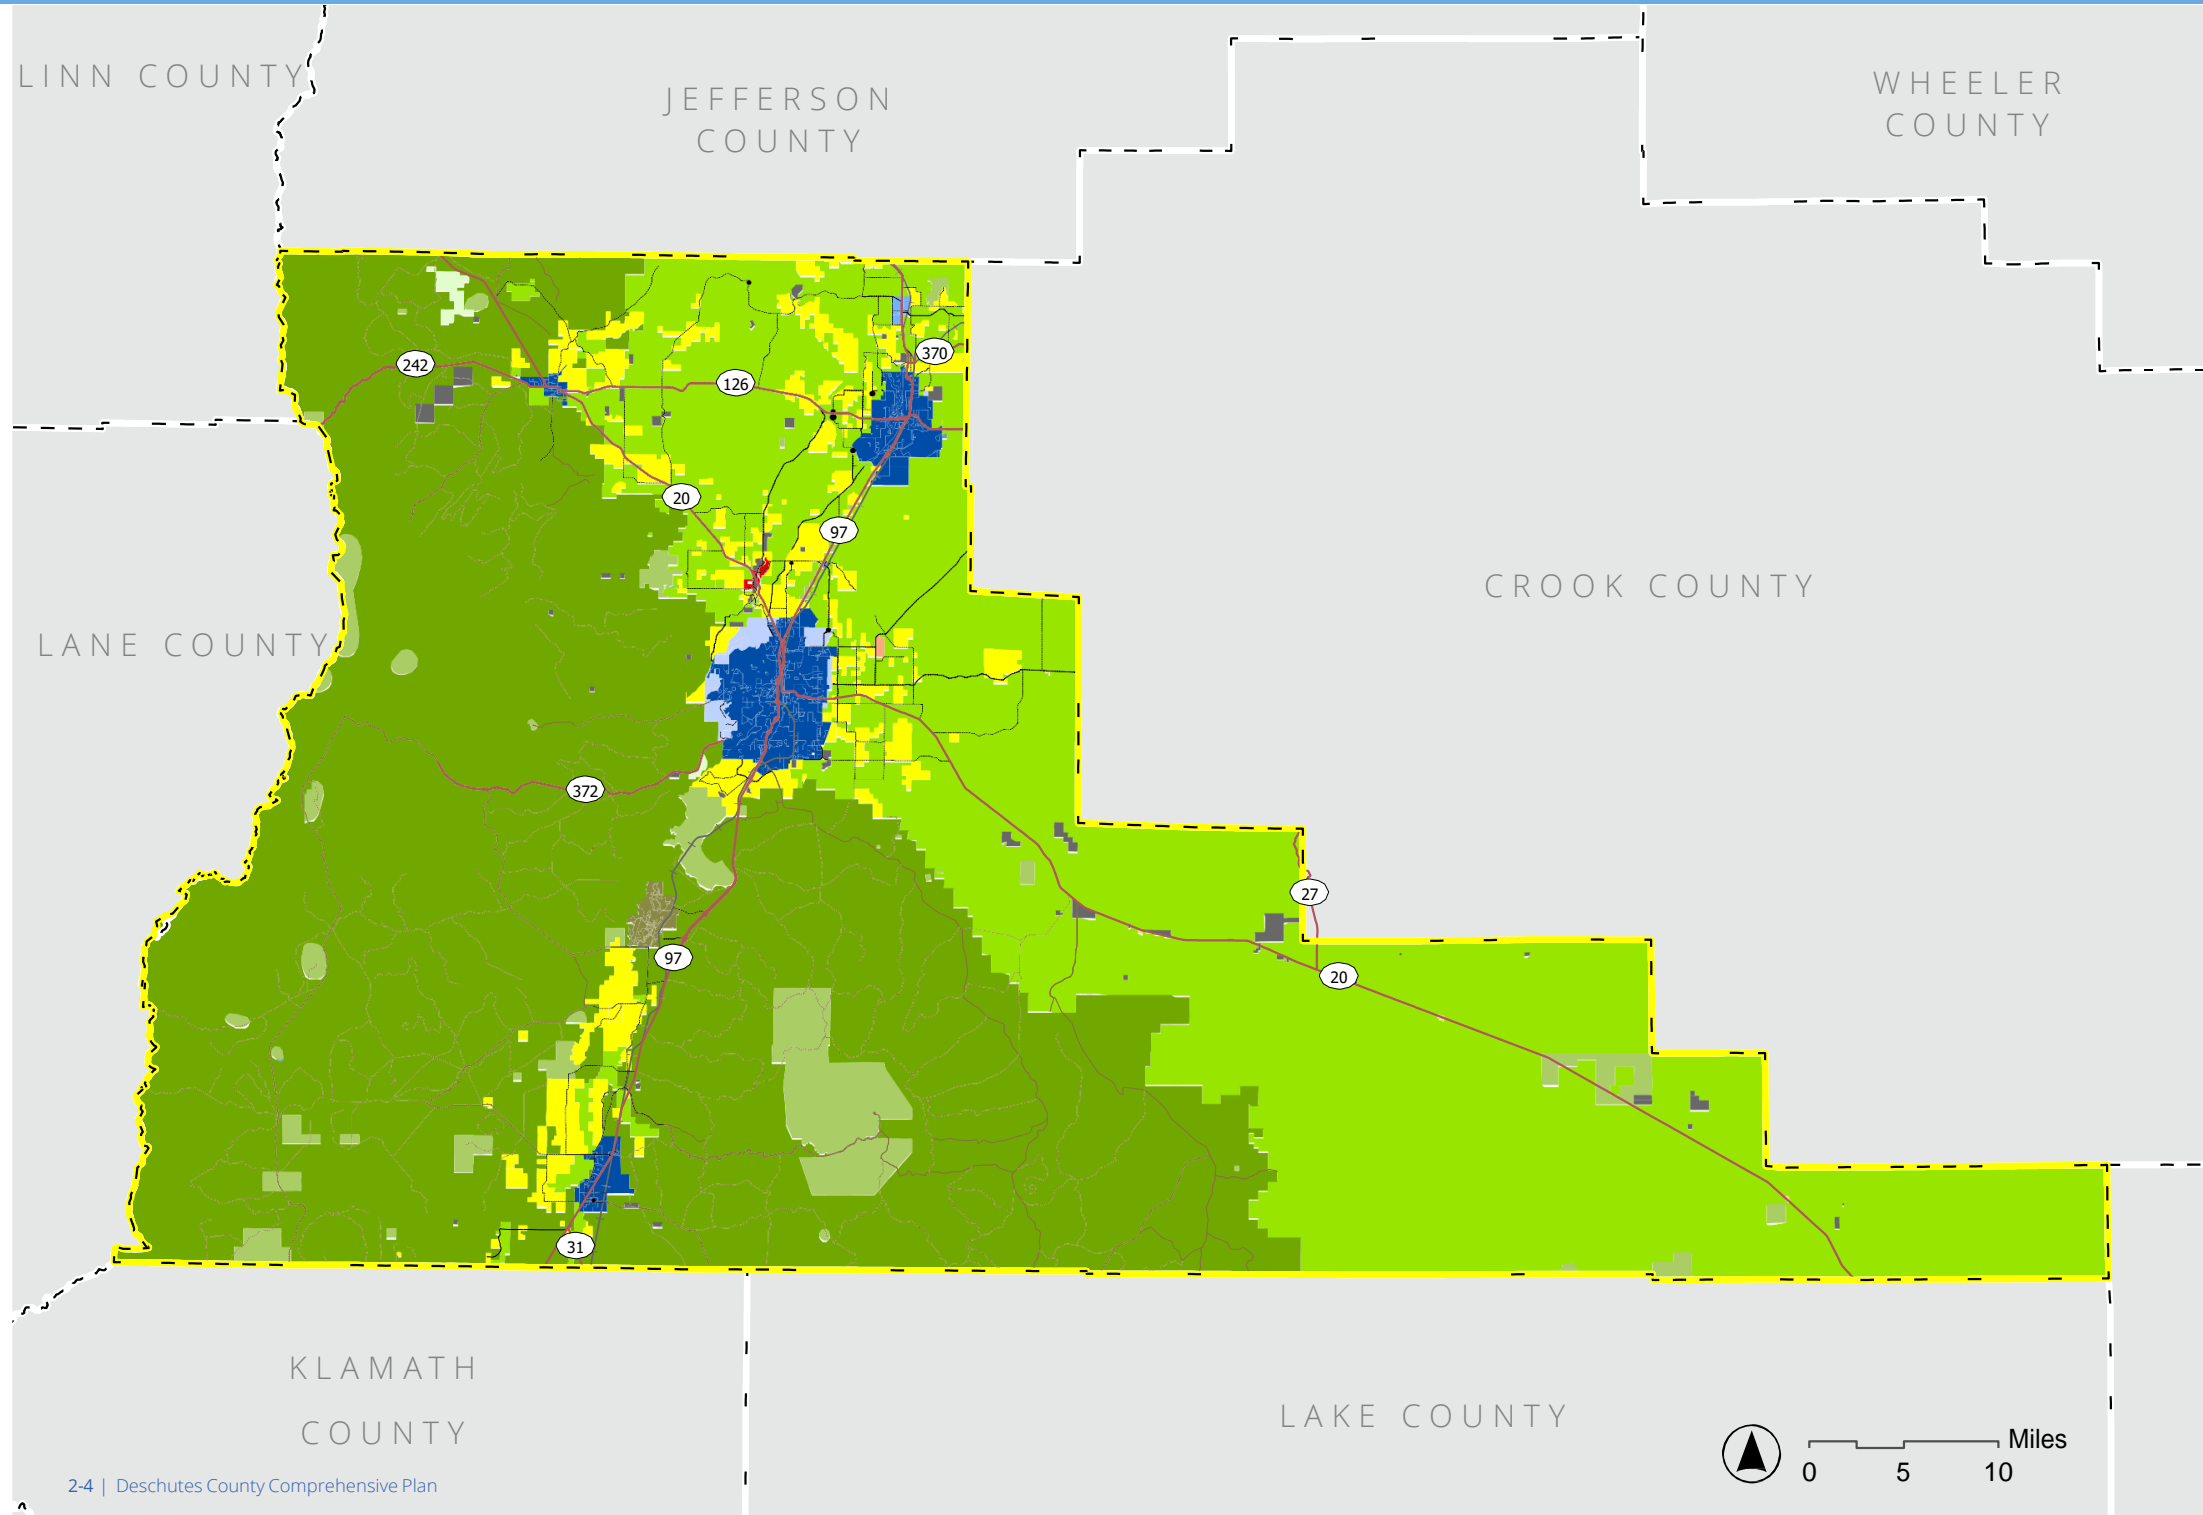 LINN COUNTY
JEFFERSON
COUNTY
WHEELER
COUNTY
242
370
126
20
97
CROOK COUNTY
LANE COUNTY
372
27
97
20
31
KLAMATH
COUNTY
LAKE COUNTY
Miles
0 5 10
2-4 | Deschutes County Comprehensive Plan